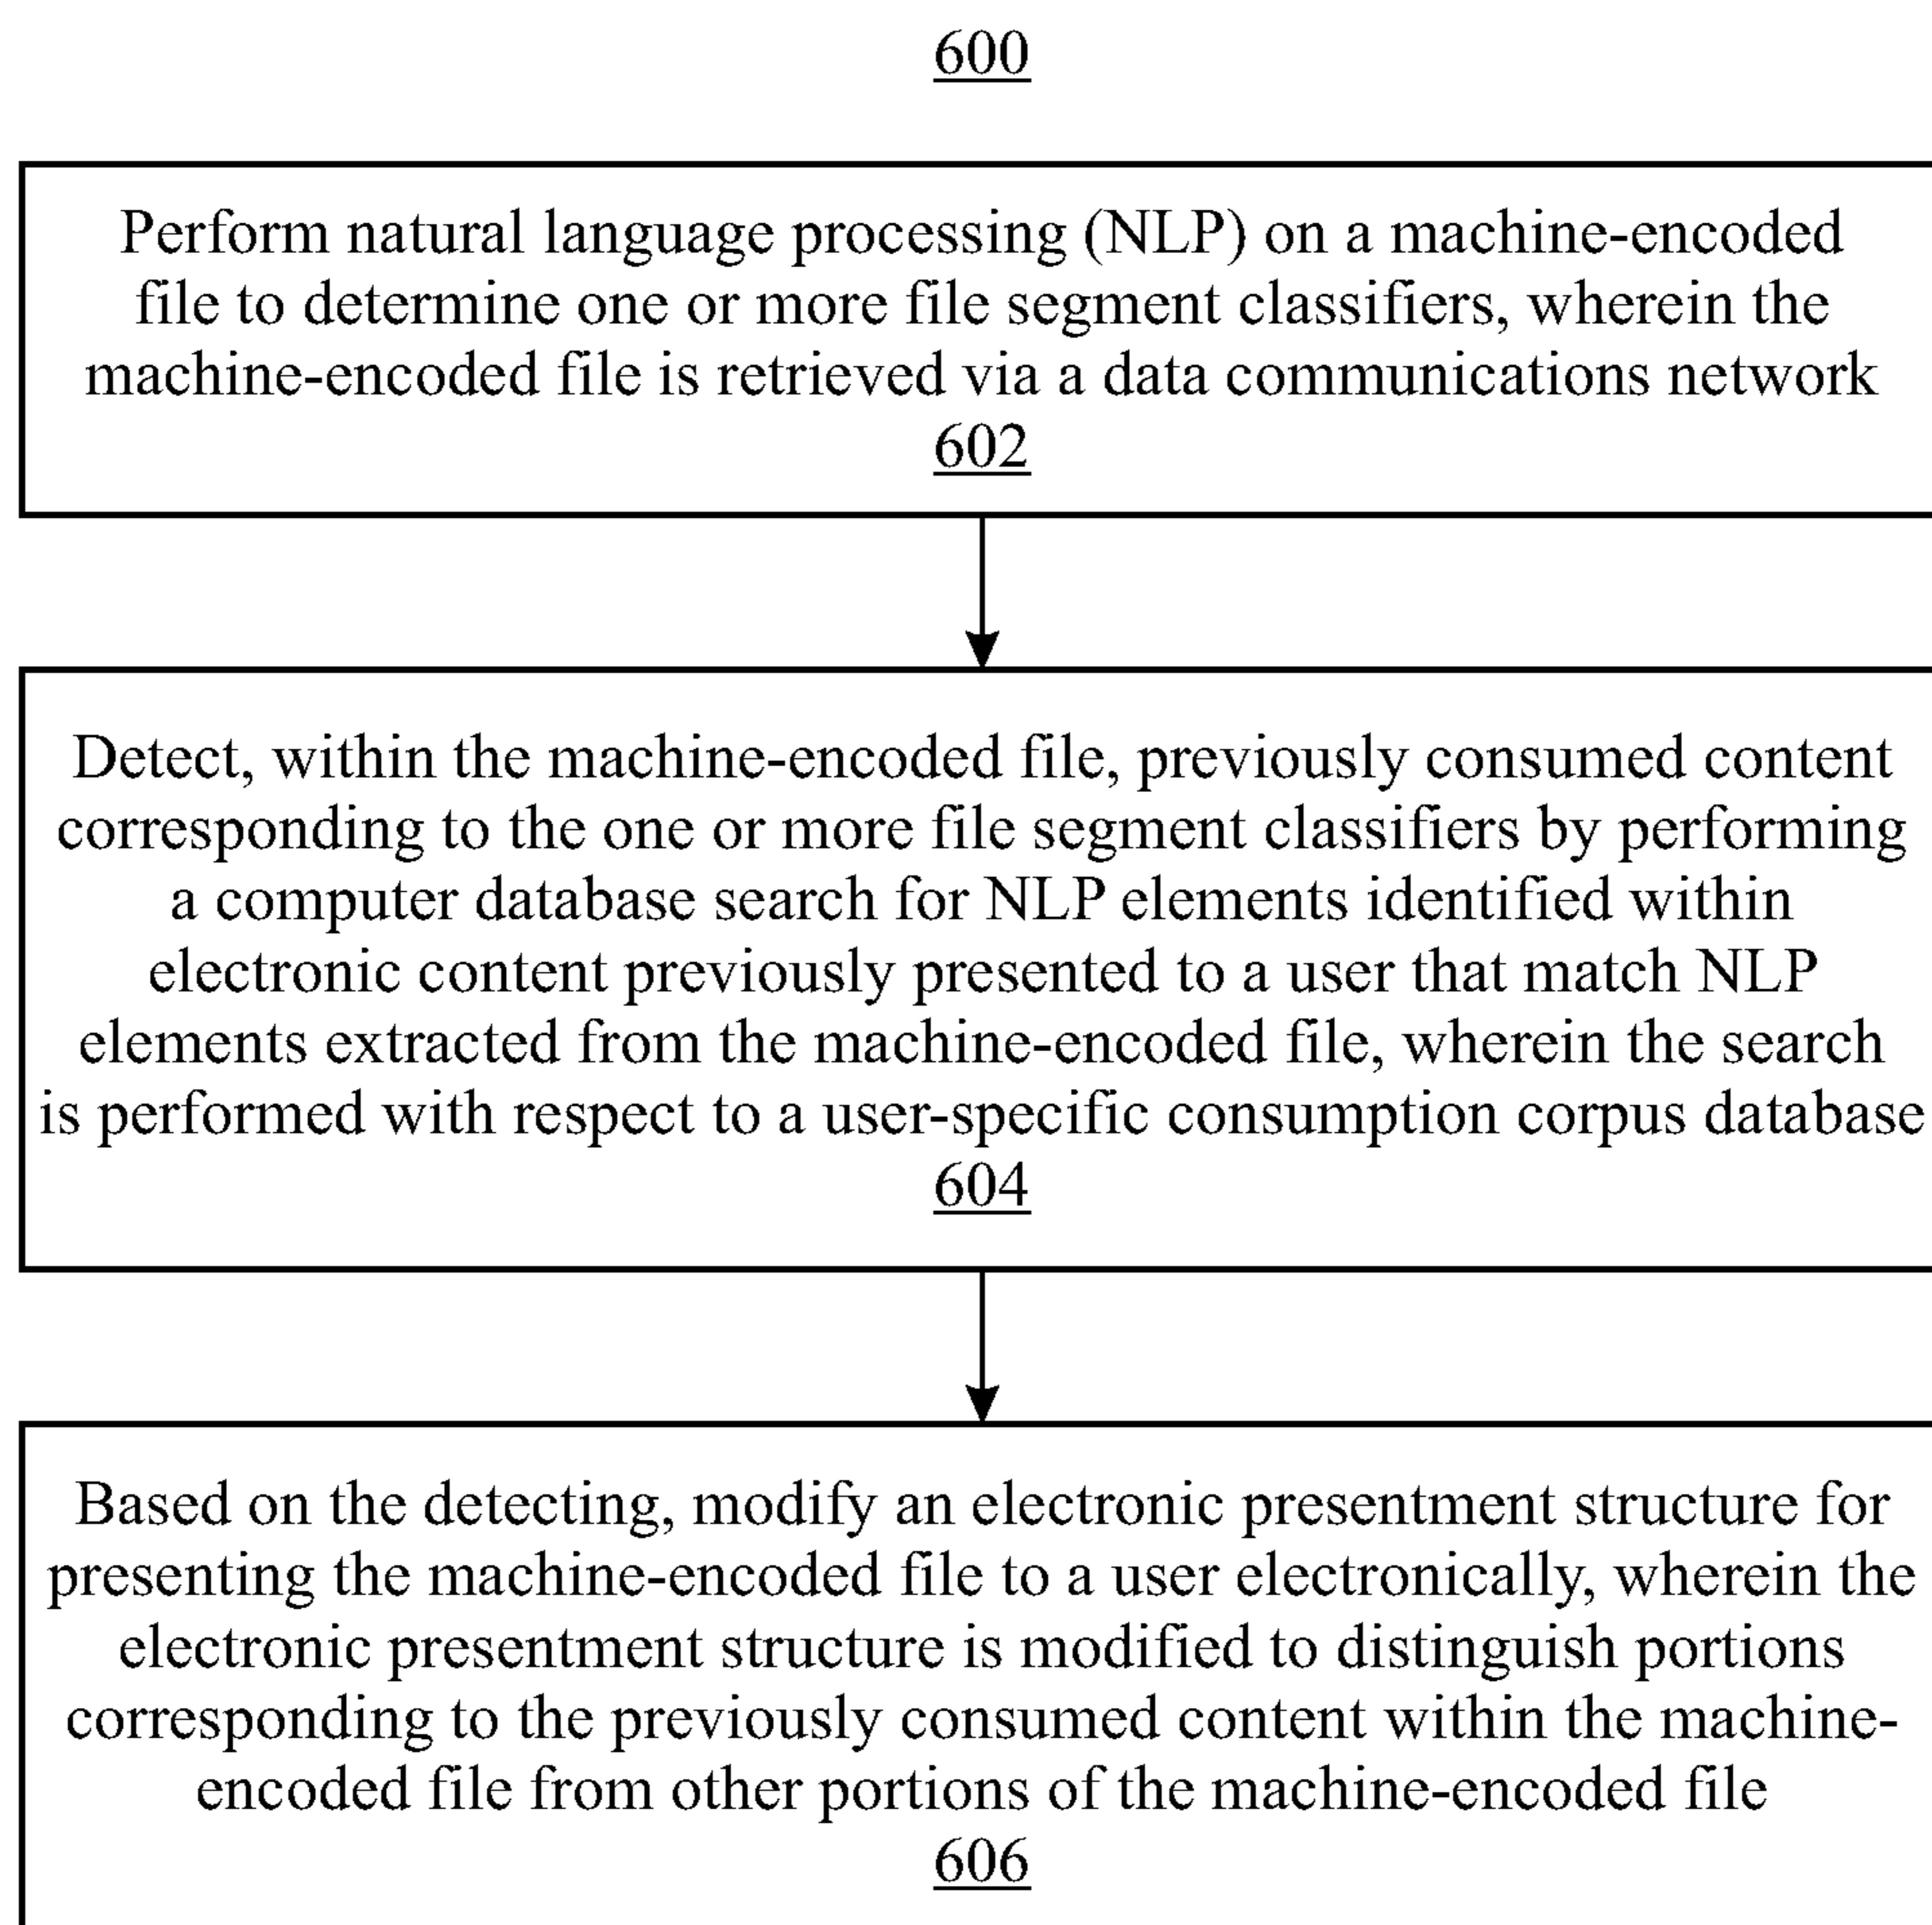 600
Perform natural language processing (NLP) on a machine-encoded
file to determine one or more file segment classifiers, wherein the
machine-encoded file is retrieved via a data communications network
602
Detect, within the machine-encoded file, previously consumed content
corresponding to the one or more file segment classifiers by performing
a computer database search for NLP elements identified within
electronic content previously presented to a user that match NLP
elements extracted from the machine-encoded file, wherein the search
is performed with respect to a user-specific consumption corpus database
604
Based on the detecting, modify an electronic presentment structure for
presenting the machine-encoded file to a user electronically, wherein the
electronic presentment structure is modified to distinguish portions
corresponding to the previously consumed content within the machine-
encoded file from other portions of the machine-encoded file
606